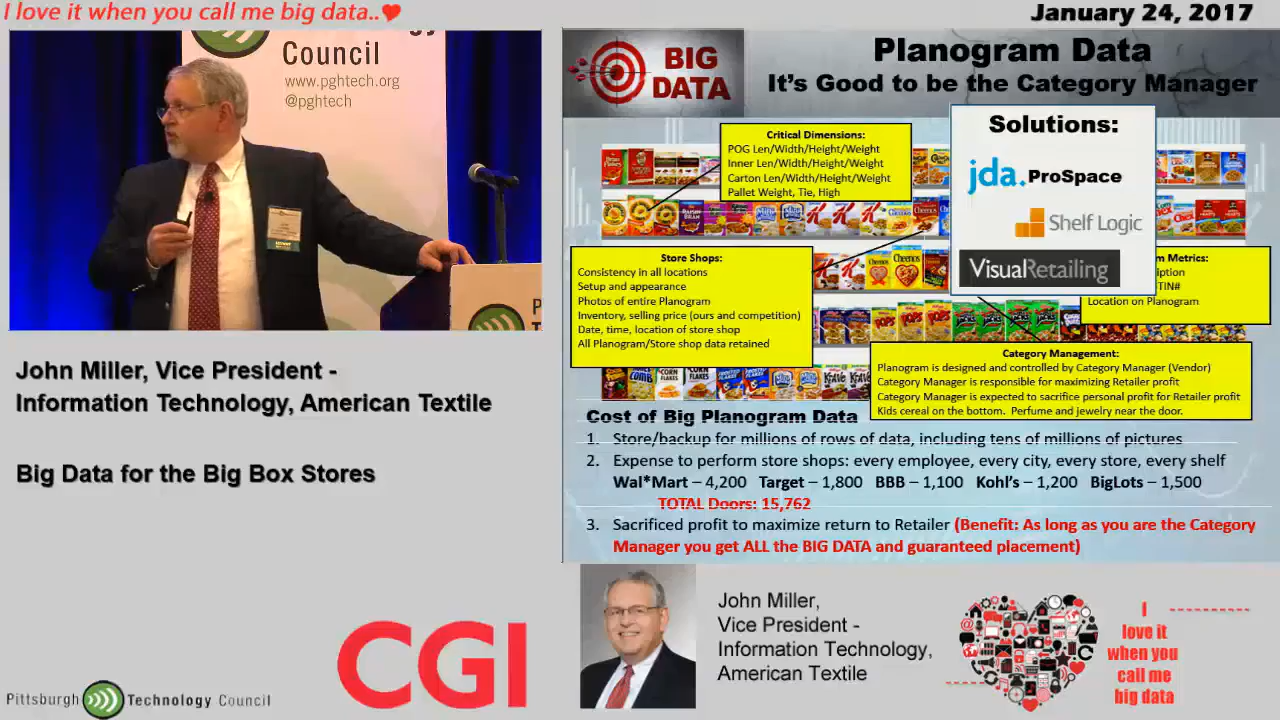 I love it when you call me big data..❤
January 24, 2017
Council
www.pghtech.org
@pghtech
John Miller, Vice President -
Information Technology, American Textile
Big Data for the Big Box Stores
Pittsburgh Technology Council
CGI
BIG
DATA
Planogram Data
It's Good to be the Category Manager
Critical Dimensions:
POG Len/Width/Height/Weight
Inner Len/Width/Height/Weight
Carton Len/Width/Height/Weight
Pallet Weight, Tie, High
Solutions:
jda.ProSpace
Shelf Logic
VisualRetailing
Store Shops:
Consistency in all locations
Setup and appearance
Photos of entire Planogram
Inventory, selling price (ours and competition)
Date, time, location of store shop
All Planogram/Store shop data retained
Metrics:
Location on Planogram
Category Management:
Planogram is designed and controlled by Category Manager (Vendor)
Category Manager is responsible for maximizing Retailer profit
Category Manager is expected to sacrifice personal profit for Retailer profit
Kids cereal on the bottom. Perfume and jewelry near the door.
Cost of Big Planogram Data
1. Store/backup for millions of rows of data, including tens of millions of pictures
2. Expense to perform store shops: every employee, every city, every store, every shelf
Wal*Mart – 4,200 Target – 1,800 BBB – 1,100 Kohl's – 1,200 BigLots – 1,500
TOTAL Doors: 15,762
3. Sacrificed profit to maximize return to Retailer (Benefit: As long as you are the Category
Manager you get ALL the BIG DATA and guaranteed placement)
John Miller,
Vice President -
Information Technology,
American Textile
I
love it
when you
call me
big data